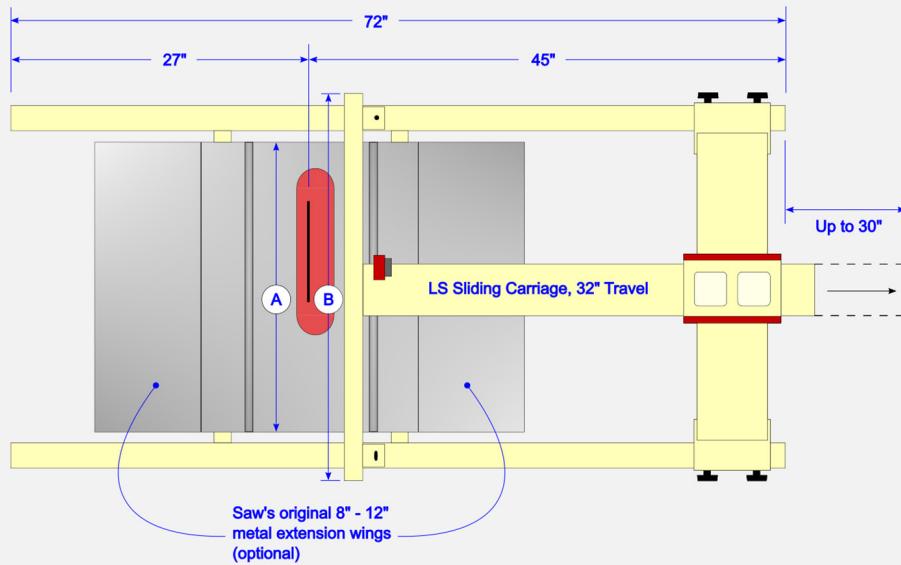 72"
27"
45"
Up to 30"
LS Sliding Carriage, 32" Travel
A
B
Saw's original 8" - 12"
metal extension wings
(optional)